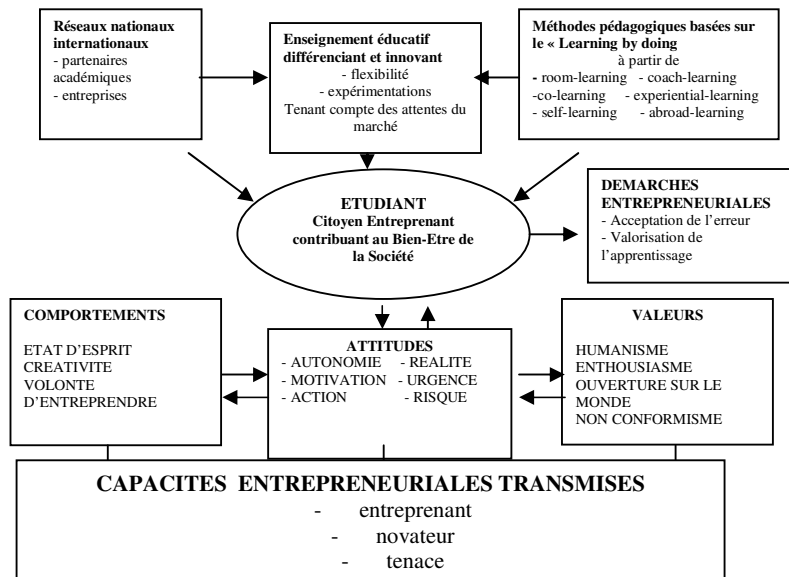 Réseaux nationaux
internationaux
- partenaires
académiques
- entreprises
Enseignement éducatif
différenciant et innovant
- flexibilité
- expérimentations
Tenant compte des attentes du
marché
Méthodes pédagogiques basées sur
le « Learning by doing
à partir de
- room-learning - coach-learning
-co-learning - experiential-learning
- self-learning - abroad-learning
ETUDIANT
Citoyen Entreprenant
contribuant au Bien-Etre de
la Société
DEMARCHES
ENTREPRENEURIALES
- Acceptation de l'erreur
- Valorisation de
l'apprentissage
COMPORTEMENTS
ETAT D'ESPRIT
CREATIVITE
VOLONTE
D'ENTREPRENDRE
ATTITUDES
- AUTONOMIE - REALITE
- MOTIVATION - URGENCE
- ACTION - RISQUE
VALEURS
HUMANISME
ENTHOUSIASME
OUVERTURE SUR LE
MONDE
NON CONFORMISME
CAPACITES ENTREPRENEURIALES TRANSMISES
- entreprenant
- novateur
- tenace